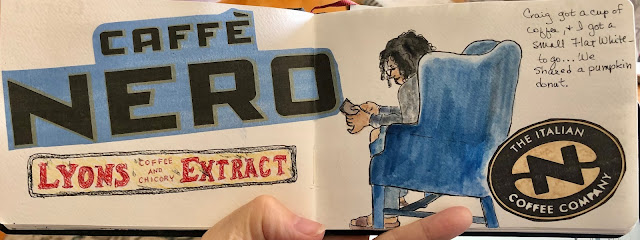 CAFFÈ
NERO
LYONS COFFEE AND CHICORY EXTRACT
Craig got a cup of
coffee, & I got a
small Flat White
to go... We
shared a pumpkin
donut.
THE ITALIAN
N
COFFEE COMPANY